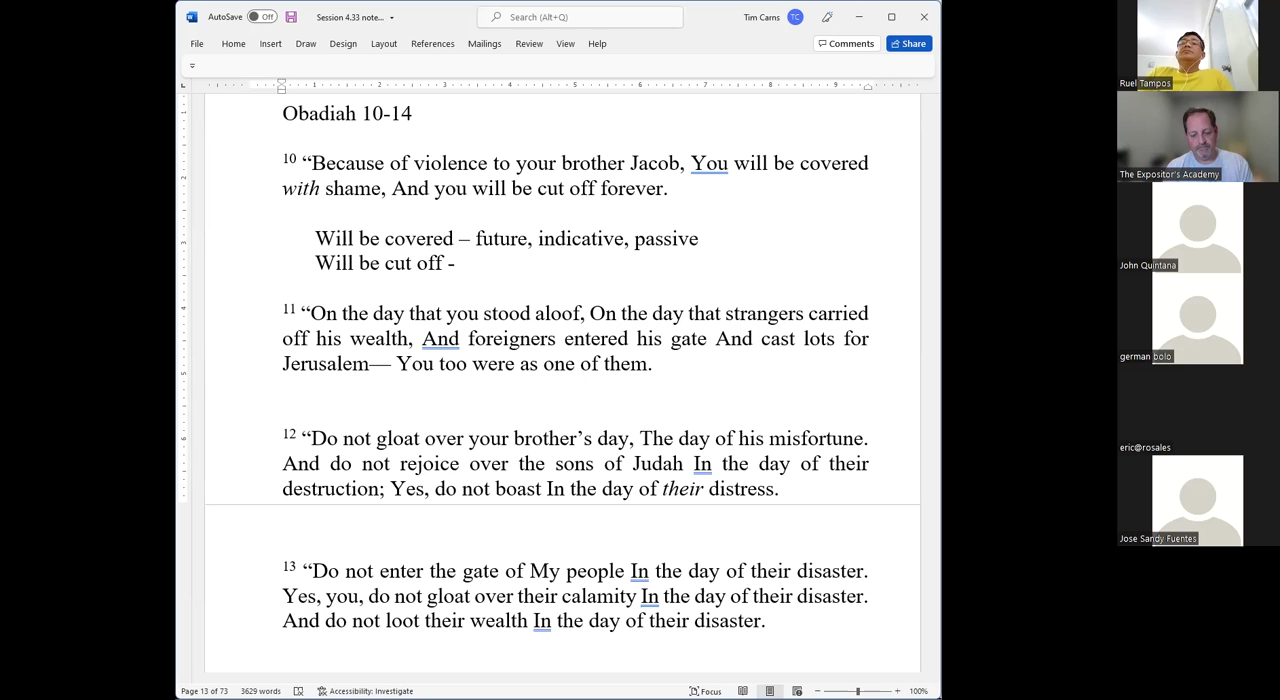 AutoSave Off Session 4.33 note... Search (Alt+Q) Tim Carns TC
File Home Insert Draw Design Layout References Mailings Review View Help Comments Share
1 2 3 4 5 6 7 8 9
Obadiah 10-14
10 “Because of violence to your brother Jacob, You will be covered
with shame, And you will be cut off forever.
Will be covered – future, indicative, passive
Will be cut off -
11 “On the day that you stood aloof, On the day that strangers carried
off his wealth, And foreigners entered his gate And cast lots for
Jerusalem— You too were as one of them.
12 “Do not gloat over your brother’s day, The day of his misfortune.
And do not rejoice over the sons of Judah In the day of their
destruction; Yes, do not boast In the day of their distress.
13 “Do not enter the gate of My people In the day of their disaster.
Yes, you, do not gloat over their calamity In the day of their disaster.
And do not loot their wealth In the day of their disaster.
Page 13 of 73 3629 words Accessibility: Investigate Focus 100%
Ruel Tampos
The Expositor's Academy
John Quintana
german bolo
eric@rosales
Jose Sandy Fuentes